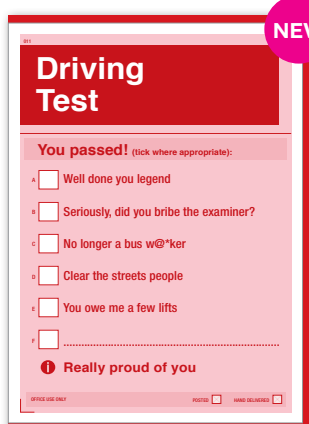 NEW
011
Driving
Test
You passed! (tick where appropriate):
A Well done you legend
B Seriously, did you bribe the examiner?
C No longer a bus w@*ker
D Clear the streets people
E You owe me a few lifts
F
Really proud of you
OFFICE USE ONLY POSTED HAND DELIVERED